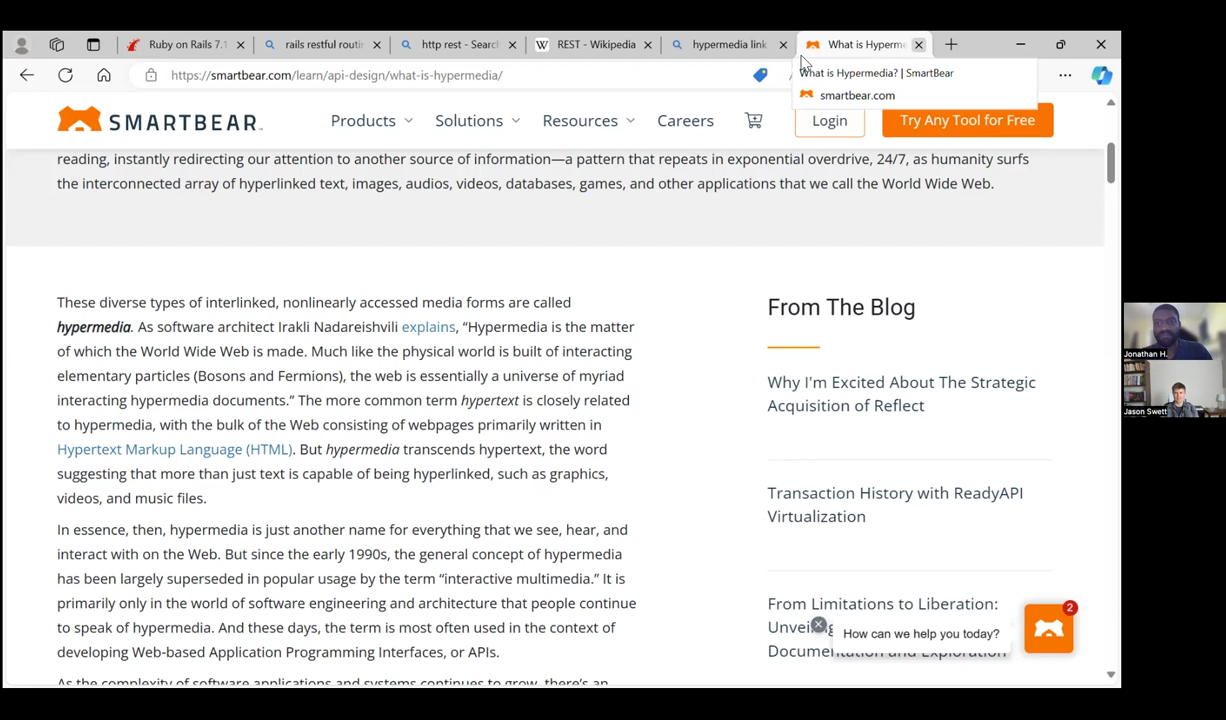 Ruby on Rails 7.1
rails restful routi
http rest - Searc
REST - Wikipedia
hypermedia link
What is Hyperm
https://smartbear.com/learn/api-design/what-is-hypermedia/
What is Hypermedia? | SmartBear
smartbear.com
SMARTBEAR
Products
Solutions
Resources
Careers
Login
Try Any Tool for Free
reading, instantly redirecting our attention to another source of information—a pattern that repeats in exponential overdrive, 24/7, as humanity surfs
the interconnected array of hyperlinked text, images, audios, videos, databases, games, and other applications that we call the World Wide Web.
These diverse types of interlinked, nonlinearly accessed media forms are called
hypermedia. As software architect Irakli Nadareishvili explains, “Hypermedia is the matter
of which the World Wide Web is made. Much like the physical world is built of interacting
elementary particles (Bosons and Fermions), the web is essentially a universe of myriad
interacting hypermedia documents.” The more common term hypertext is closely related
to hypermedia, with the bulk of the Web consisting of webpages primarily written in
Hypertext Markup Language (HTML). But hypermedia transcends hypertext, the word
suggesting that more than just text is capable of being hyperlinked, such as graphics,
videos, and music files.
In essence, then, hypermedia is just another name for everything that we see, hear, and
interact with on the Web. But since the early 1990s, the general concept of hypermedia
has been largely superseded in popular usage by the term “interactive multimedia.” It is
primarily only in the world of software engineering and architecture that people continue
to speak of hypermedia. And these days, the term is most often used in the context of
developing Web-based Application Programming Interfaces, or APIs.
As the complexity of software applications and systems continues to grow, there’s an
From The Blog
Why I'm Excited About The Strategic
Acquisition of Reflect
Transaction History with ReadyAPI
Virtualization
From Limitations to Liberation:
Documentation and Exploration
How can we help you today?
2
Jonathan H.
Jason Swett